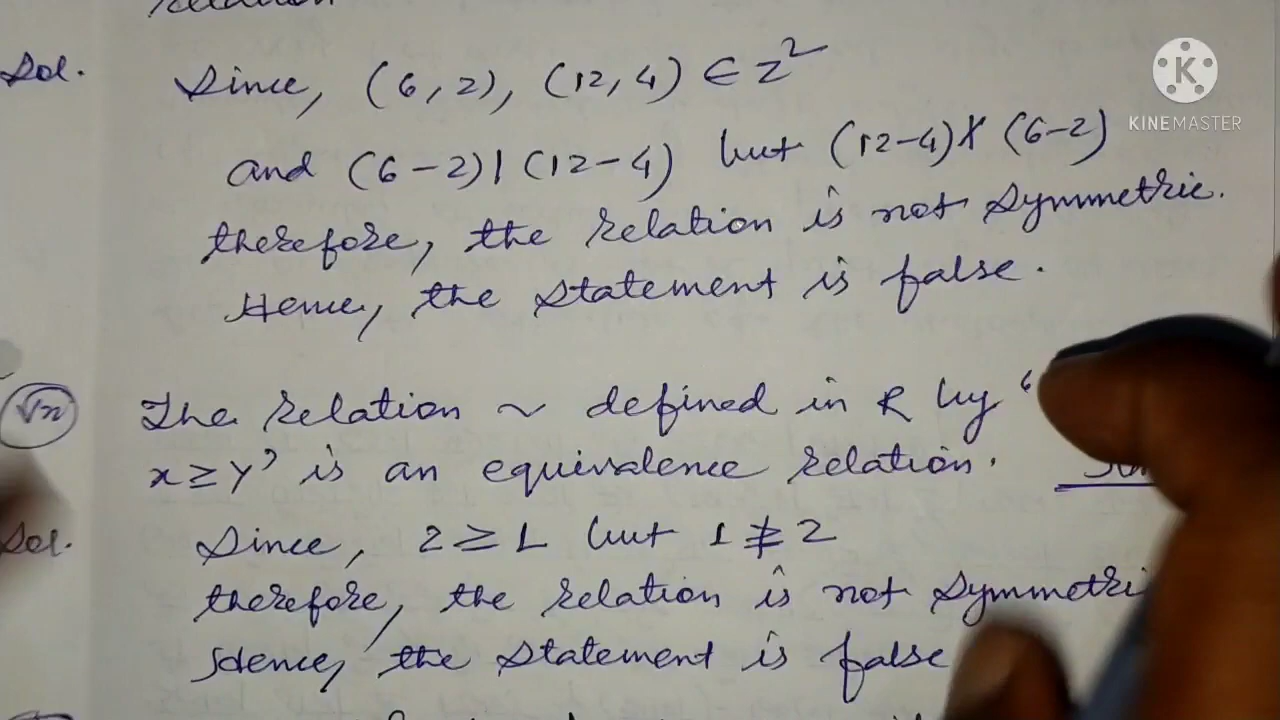 relation
Sol. Since, (6, 2), (12, 4) ∈ Z²
KINEMASTER
and (6-2) | (12-4) but (12-4) ∤ (6-2)
therefore, the relation is not symmetric.
Hence, the statement is false.
The relation ~ defined in R by '
x ≥ y' is an equivalence relation.
Sol. Since, 2 ≥ 1 but 1 ≱ 2
therefore, the relation is not symmetri
Hence, the statement is false